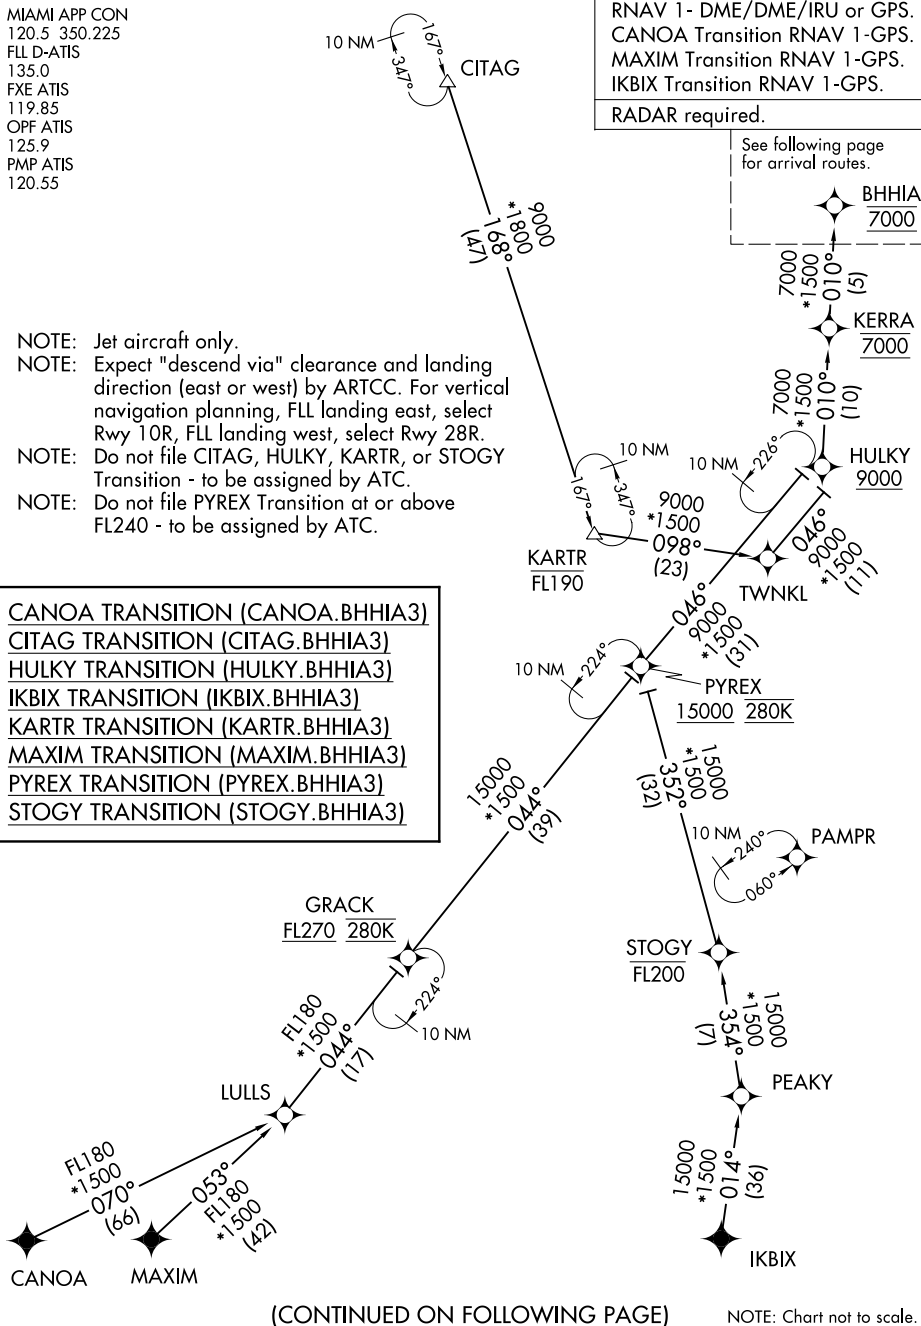 MIAMI APP CON
120.5 350.225
FLL D-ATIS
135.0
FXE ATIS
119.85
OPF ATIS
125.9
PMP ATIS
120.55
RNAV 1- DME/DME/IRU or GPS.
CANOA Transition RNAV 1-GPS.
MAXIM Transition RNAV 1-GPS.
IKBIX Transition RNAV 1-GPS.
RADAR required.
See following page
for arrival routes.
10 NM
167°
347°
CITAG
9000
*1800
168°
(47)
BHHIA
7000
7000
*1500
010°
(5)
KERRA
7000
7000
*1500
010°
(10)
NOTE: Jet aircraft only.
NOTE: Expect "descend via" clearance and landing
direction (east or west) by ARTCC. For vertical
navigation planning, FLL landing east, select
Rwy 10R, FLL landing west, select Rwy 28R.
NOTE: Do not file CITAG, HULKY, KARTR, or STOGY
Transition - to be assigned by ATC.
NOTE: Do not file PYREX Transition at or above
FL240 - to be assigned by ATC.
10 NM
226°
HULKY
9000
10 NM
167°
347°
KARTR
FL190
9000
*1500
098°
(23)
TWNKL
046°
9000
*1500
(11)
046°
9000
*1500
(31)
CANOA TRANSITION (CANOA.BHHIA3)
CITAG TRANSITION (CITAG.BHHIA3)
HULKY TRANSITION (HULKY.BHHIA3)
IKBIX TRANSITION (IKBIX.BHHIA3)
KARTR TRANSITION (KARTR.BHHIA3)
MAXIM TRANSITION (MAXIM.BHHIA3)
PYREX TRANSITION (PYREX.BHHIA3)
STOGY TRANSITION (STOGY.BHHIA3)
10 NM
224°
PYREX
15000 280K
15000
*1500
044°
(39)
15000
*1500
352°
(32)
10 NM
240°
060°
PAMPR
GRACK
FL270 280K
224°
10 NM
STOGY
FL200
FL180
*1500
044°
(17)
15000
*1500
354°
(7)
LULLS
PEAKY
FL180
*1500
070°
(66)
053°
FL180
*1500
(42)
15000
*1500
014°
(36)
CANOA
MAXIM
IKBIX
(CONTINUED ON FOLLOWING PAGE)
NOTE: Chart not to scale.